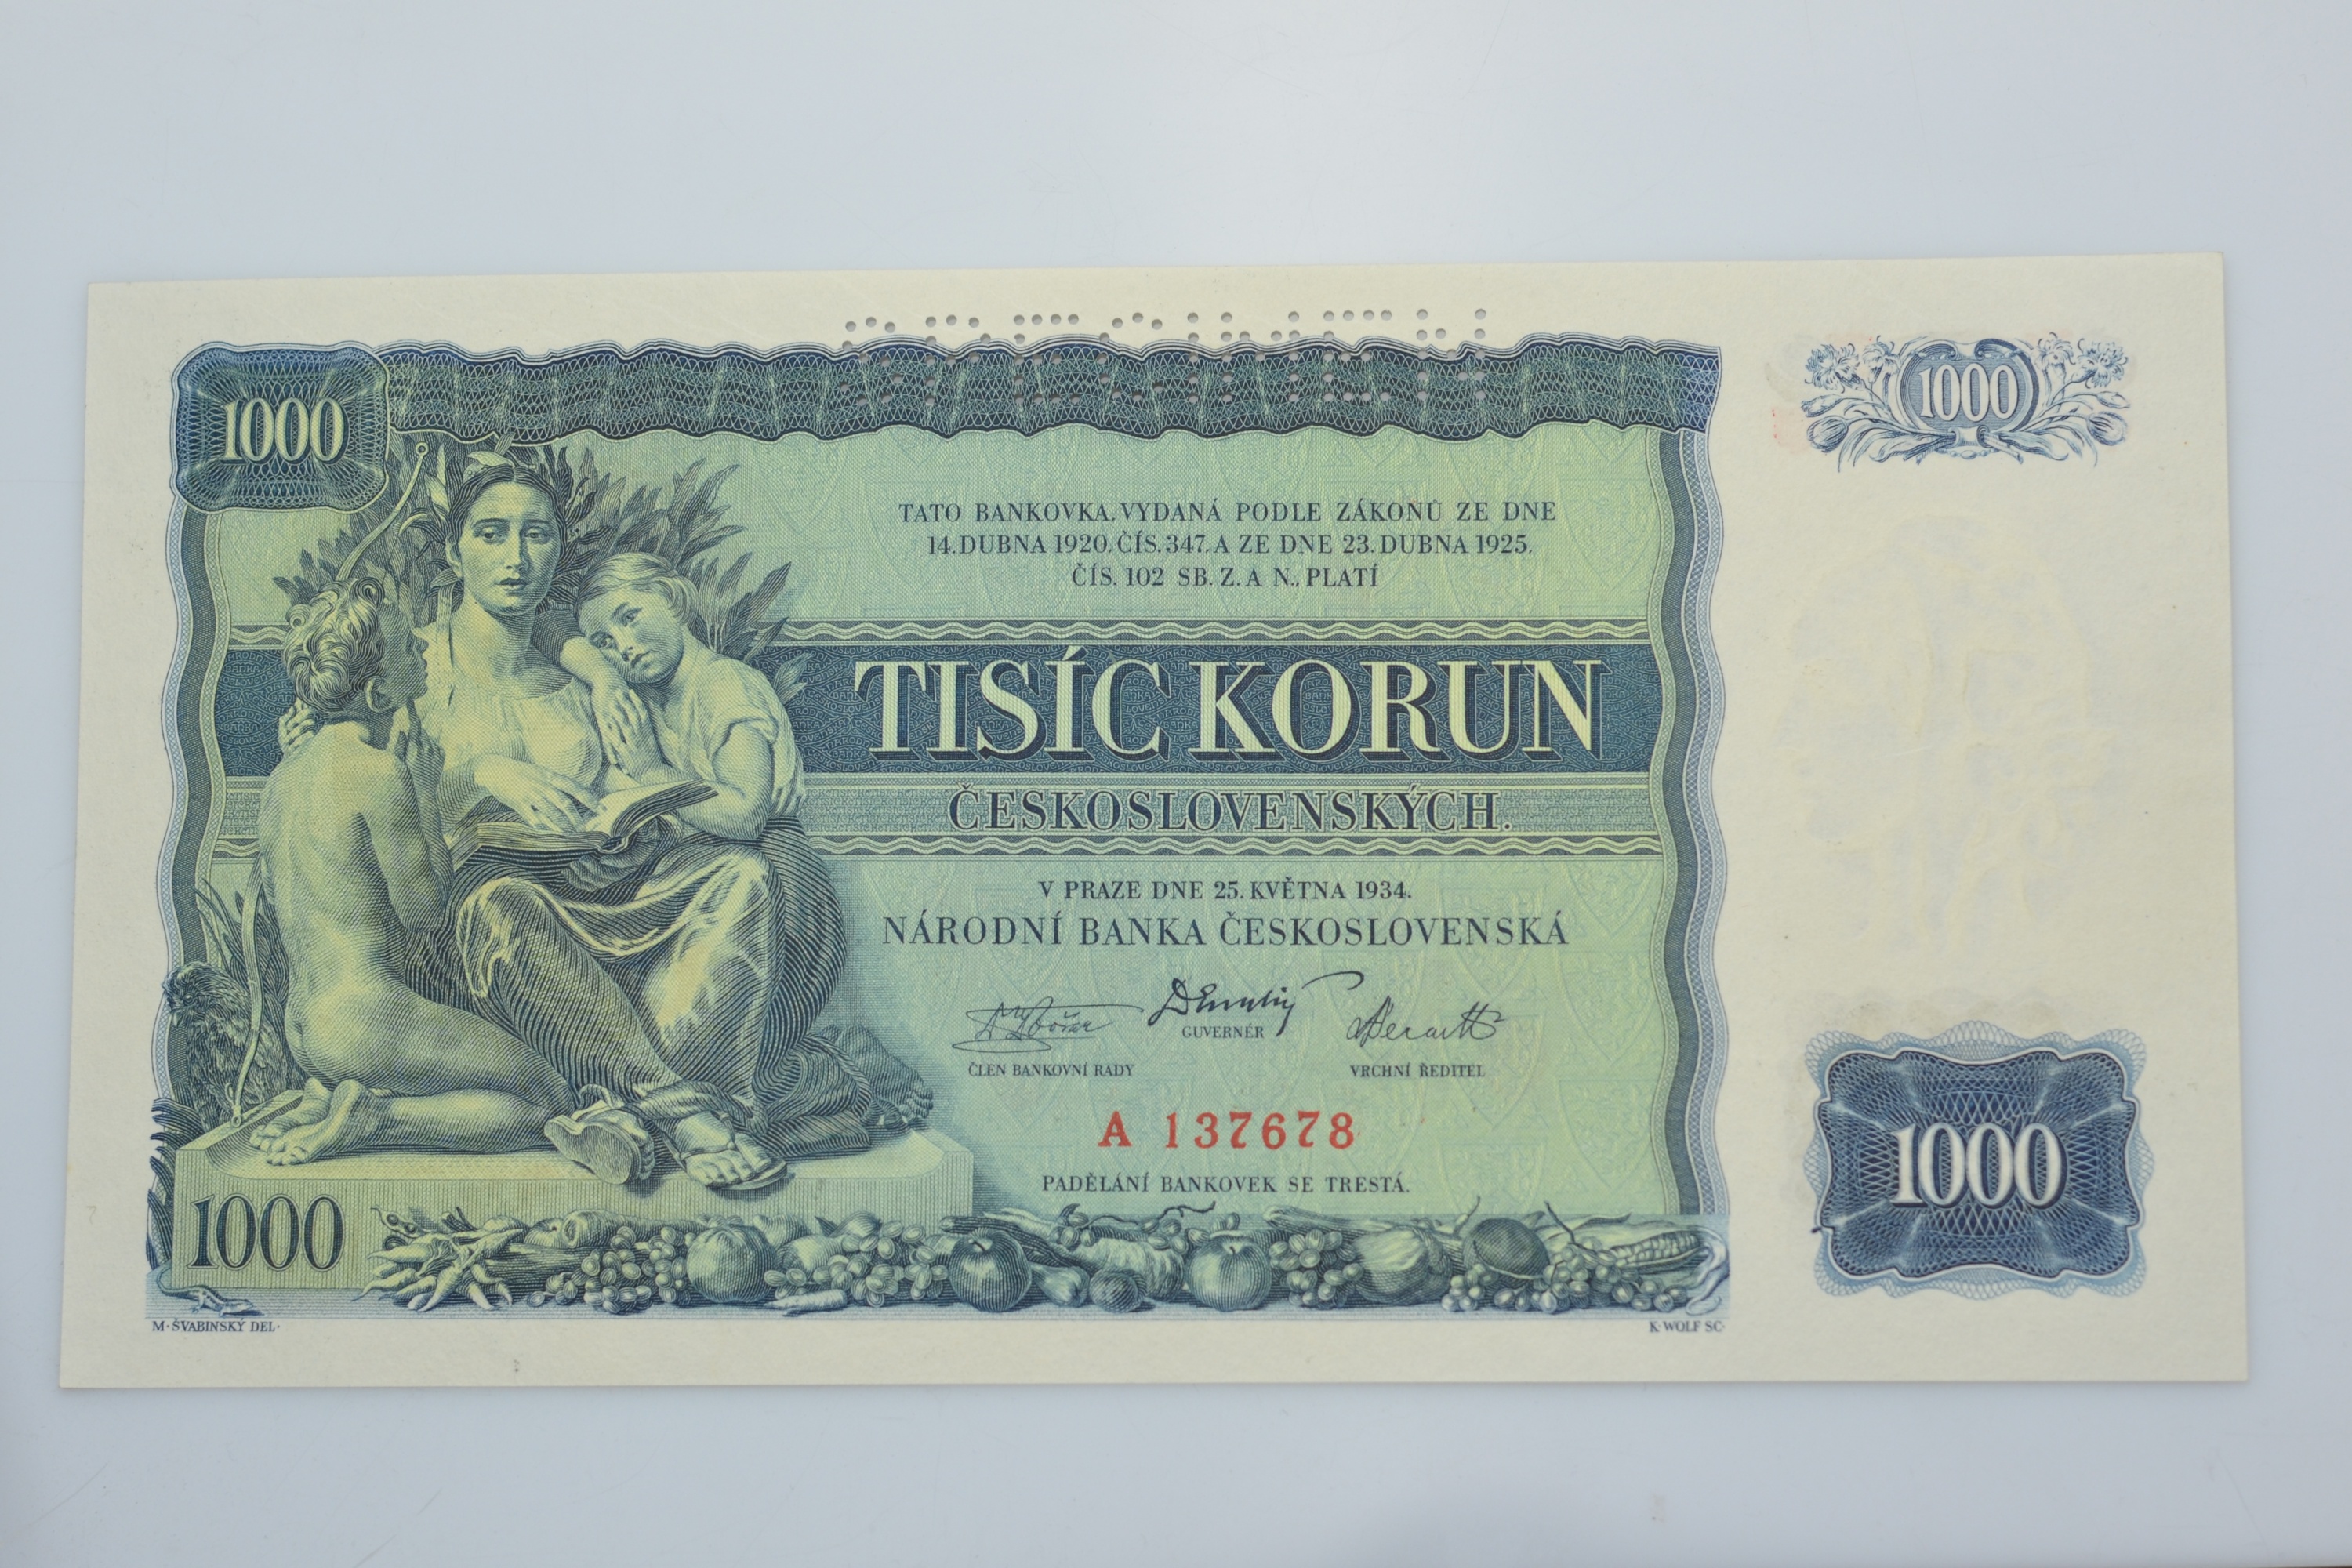 SPECIMEN
1000
1000
TATO BANKOVKA, VYDANÁ PODLE ZÁKONŮ ZE DNE
14. DUBNA 1920, ČÍS. 347, A ZE DNE 23. DUBNA 1925,
ČÍS. 102 SB. Z. A N., PLATÍ
TISÍC KORUN
ČESKOSLOVENSKÝCH.
V PRAZE DNE 25. KVĚTNA 1934.
NÁRODNÍ BANKA ČESKOSLOVENSKÁ
GUVERNÉR
ČLEN BANKOVNÍ RADY
VRCHNÍ ŘEDITEL
A 137678
PADĚLÁNÍ BANKOVEK SE TRESTÁ.
1000
1000
M·ŠVABINSKÝ DEL·
K·WOLF SC·